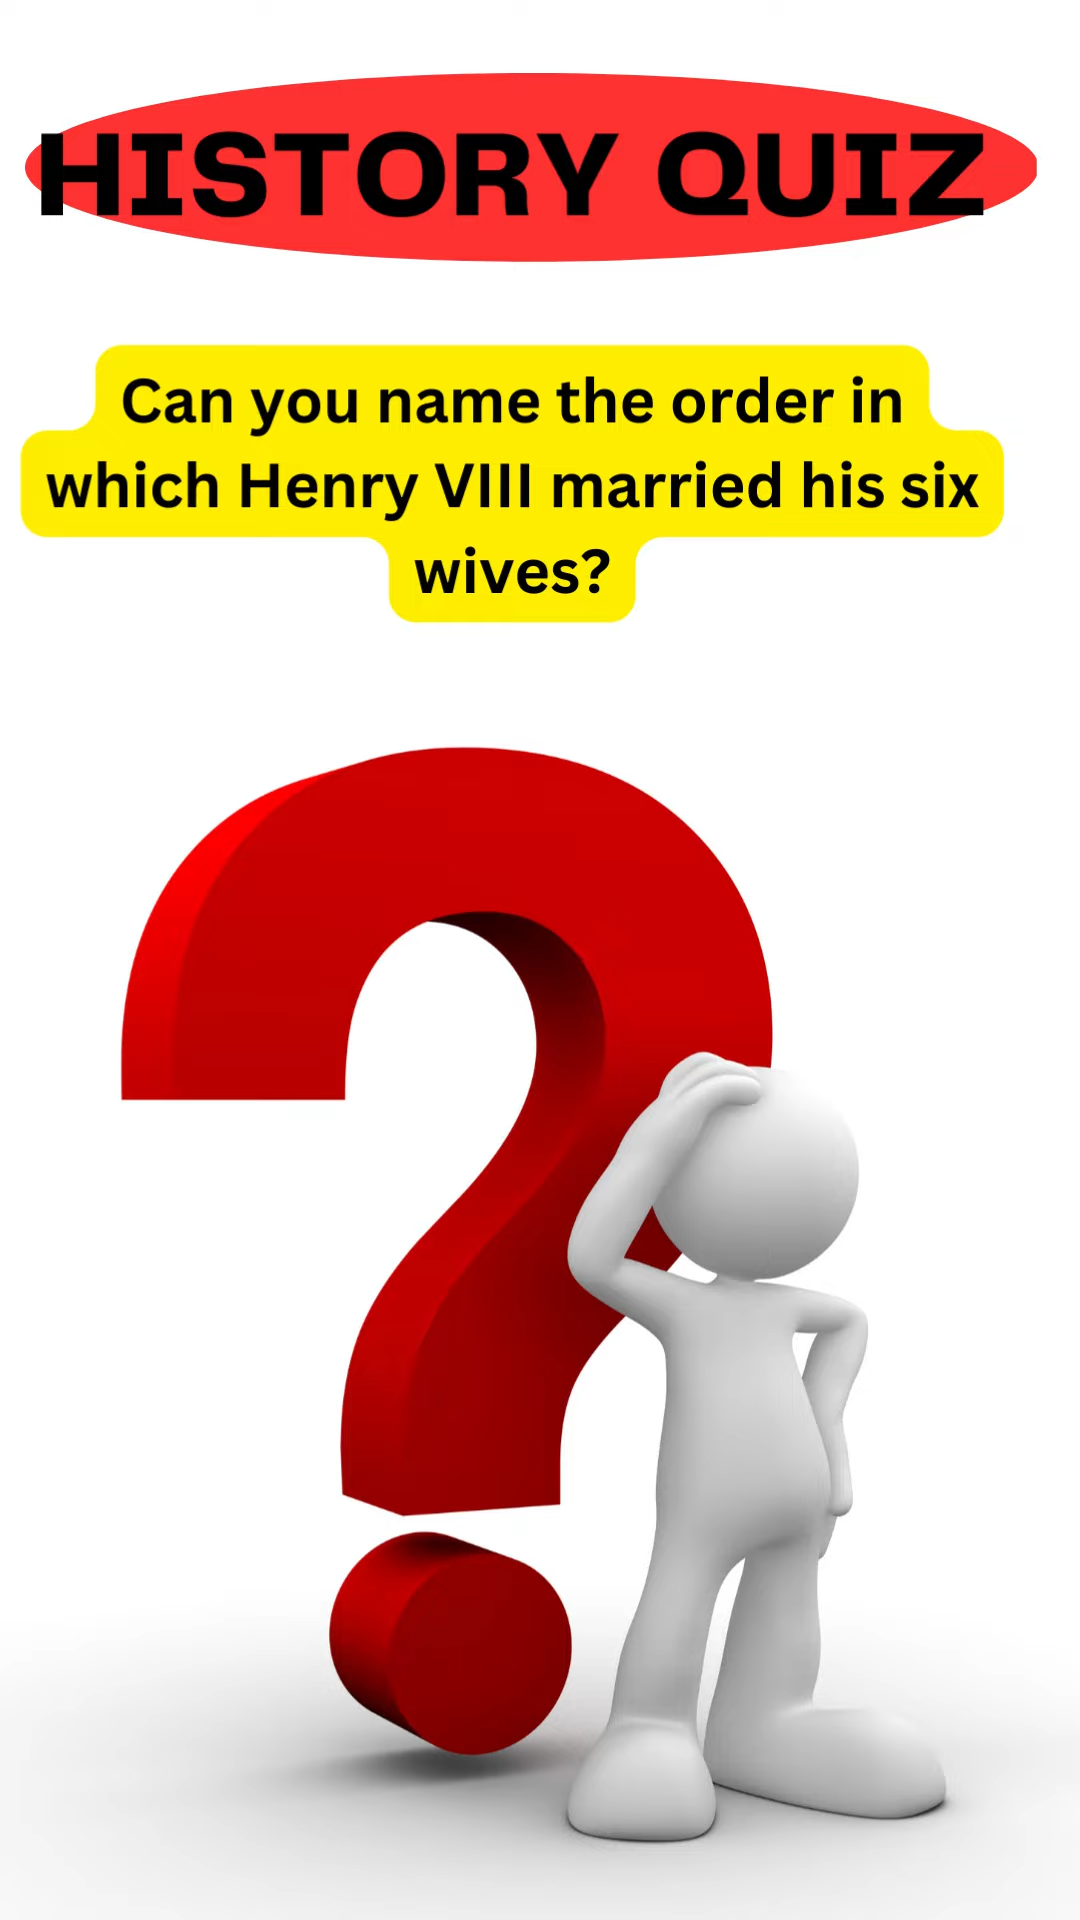 HISTORY QUIZ
Can you name the order in
which Henry VIII married his six
wives?